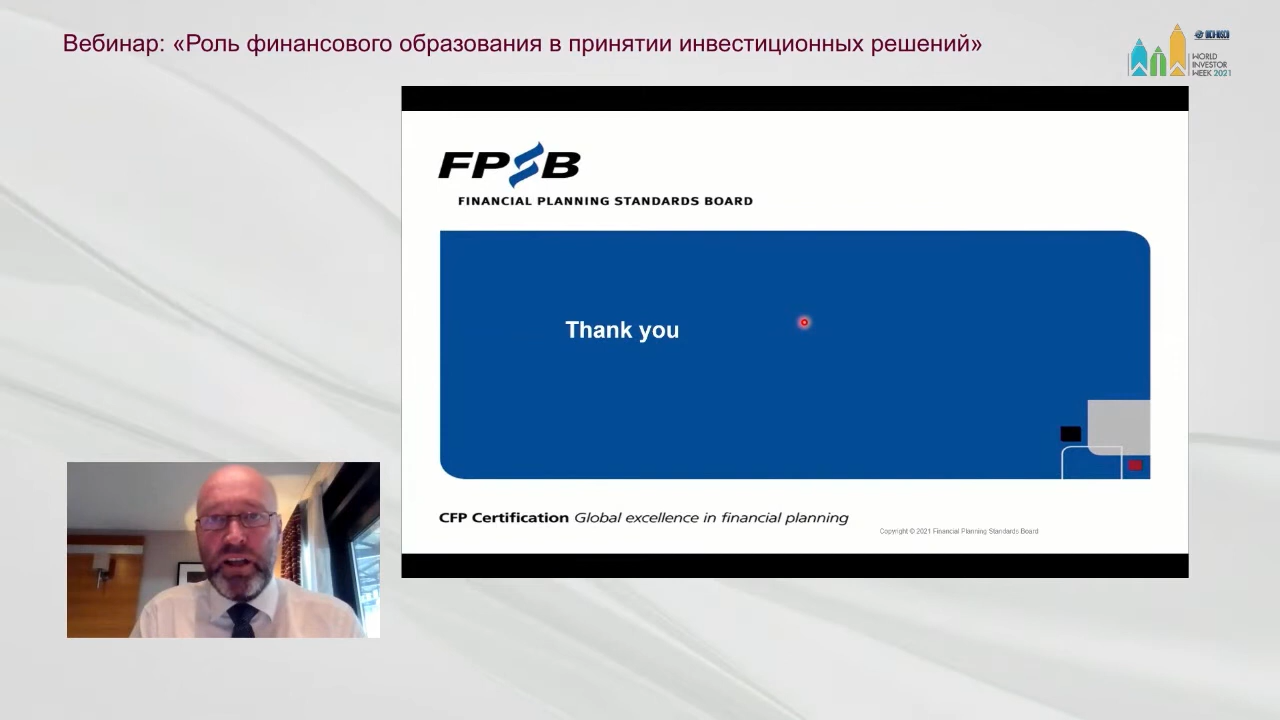 Вебинар: «Роль финансового образования в принятии инвестиционных решений»
WORLD
INVESTOR
WEEK 2021
FPSB
FINANCIAL PLANNING STANDARDS BOARD
Thank you
CFP Certification Global excellence in financial planning
Copyright © 2021 Financial Planning Standards Board